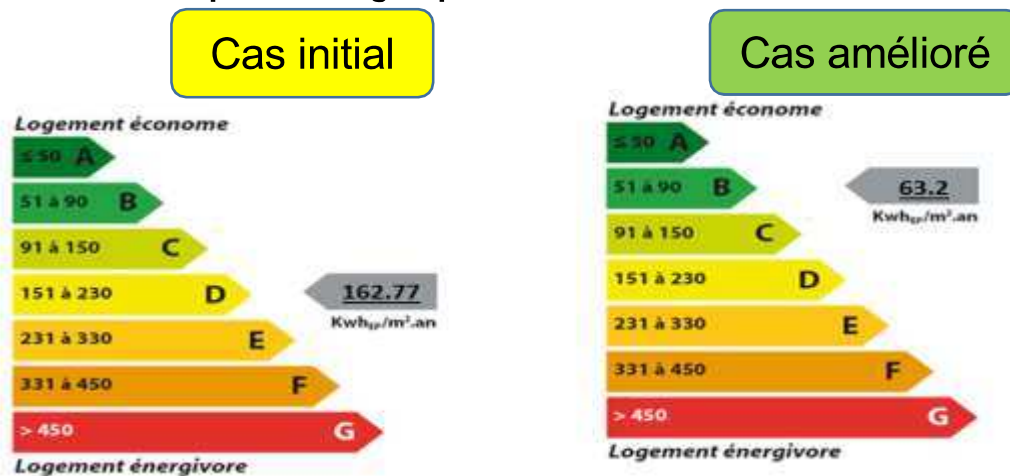 Cas initial
Logement économe
≤ 50 A
51 à 90 B
91 à 150 C
151 à 230 D
162.77
KwhEP/m².an
231 à 330 E
331 à 450 F
> 450 G
Logement énergivore
Cas amélioré
Logement économe
≤ 50 A
51 à 90 B
63.2
KwhEP/m².an
91 à 150 C
151 à 230 D
231 à 330 E
331 à 450 F
> 450 G
Logement énergivore